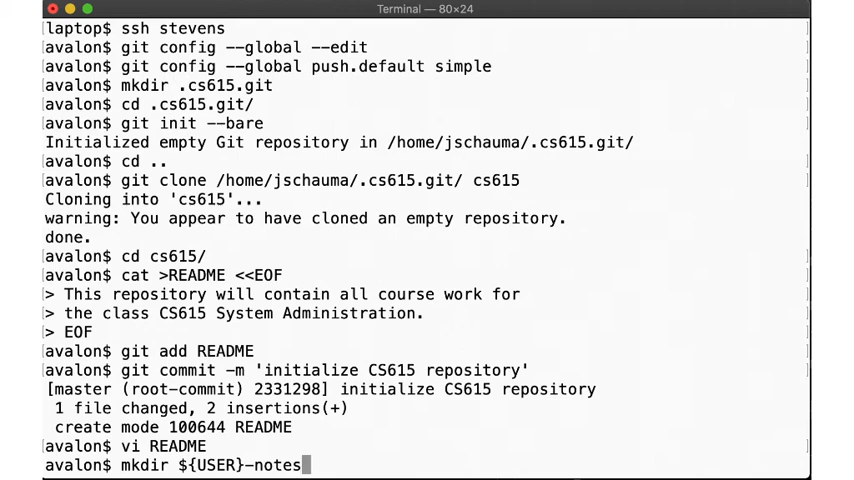 Terminal — 80×24
laptop$ ssh stevens
avalon$ git config --global --edit
avalon$ git config --global push.default simple
avalon$ mkdir .cs615.git
avalon$ cd .cs615.git/
avalon$ git init --bare
Initialized empty Git repository in /home/jschauma/.cs615.git/
avalon$ cd ..
avalon$ git clone /home/jschauma/.cs615.git/ cs615
Cloning into 'cs615'...
warning: You appear to have cloned an empty repository.
done.
avalon$ cd cs615/
avalon$ cat >README <<EOF
> This repository will contain all course work for
> the class CS615 System Administration.
> EOF
avalon$ git add README
avalon$ git commit -m 'initialize CS615 repository'
[master (root-commit) 2331298] initialize CS615 repository
 1 file changed, 2 insertions(+)
 create mode 100644 README
avalon$ vi README
avalon$ mkdir ${USER}-notes